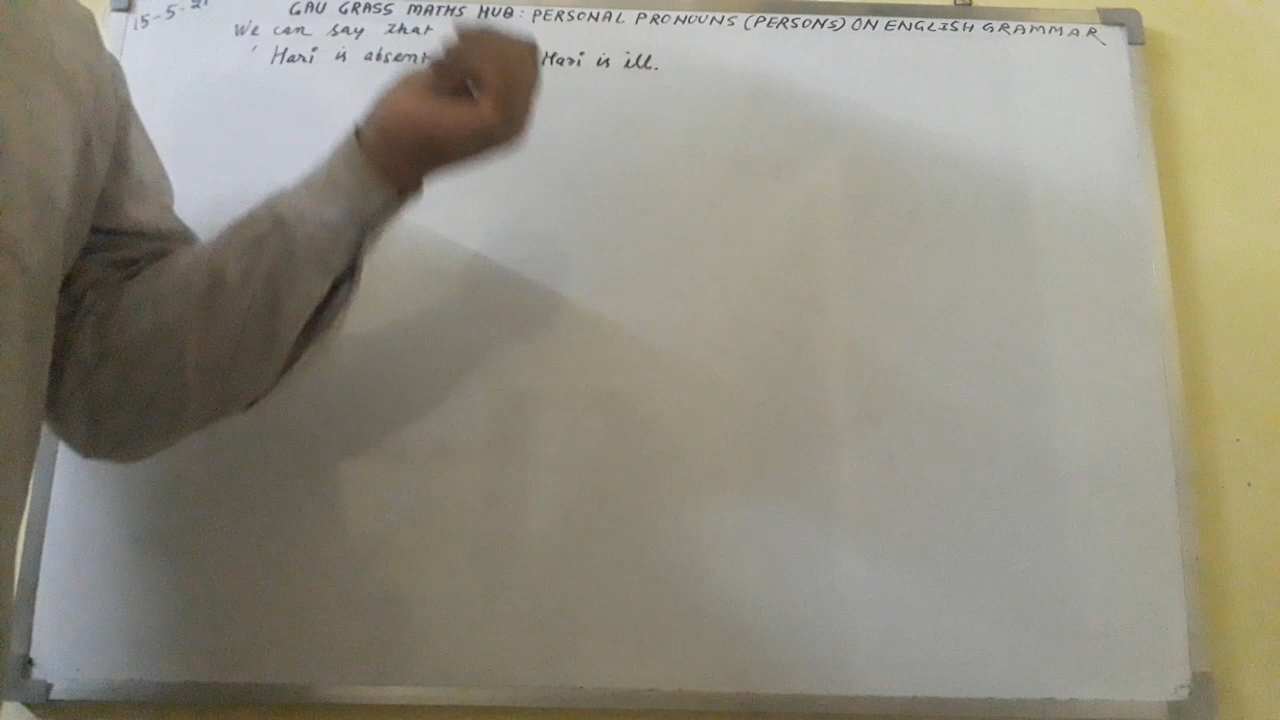 15-5-21 GAU GRASS MATHS HUB: PERSONAL PRONOUNS (PERSONS) ON ENGLISH GRAMMAR
We can say that
' Hari is absent Hari is ill.